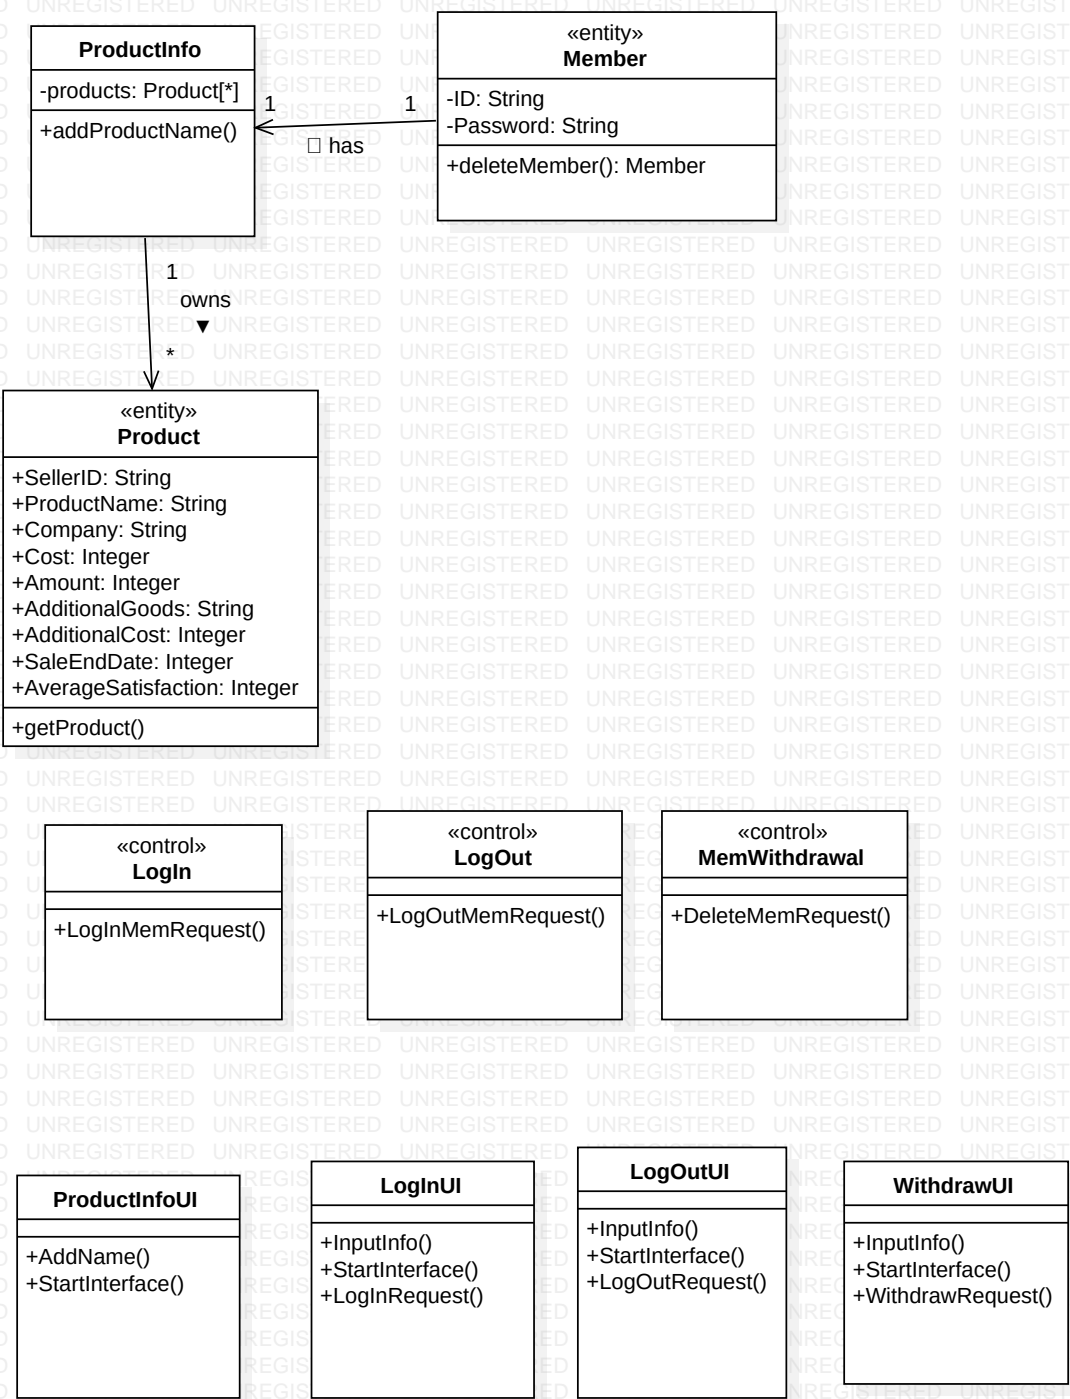 ProductInfo
-products: Product[*]
+addProductName()
«entity»
Member
-ID: String
-Password: String
+deleteMember(): Member
1
1
has
1
owns
▼
*
«entity»
Product
+SellerID: String
+ProductName: String
+Company: String
+Cost: Integer
+Amount: Integer
+AdditionalGoods: String
+AdditionalCost: Integer
+SaleEndDate: Integer
+AverageSatisfaction: Integer
+getProduct()
«control»
LogIn
+LogInMemRequest()
«control»
LogOut
+LogOutMemRequest()
«control»
MemWithdrawal
+DeleteMemRequest()
ProductInfoUI
+AddName()
+StartInterface()
LogInUI
+InputInfo()
+StartInterface()
+LogInRequest()
LogOutUI
+InputInfo()
+StartInterface()
+LogOutRequest()
WithdrawUI
+InputInfo()
+StartInterface()
+WithdrawRequest()
UNREGISTERED